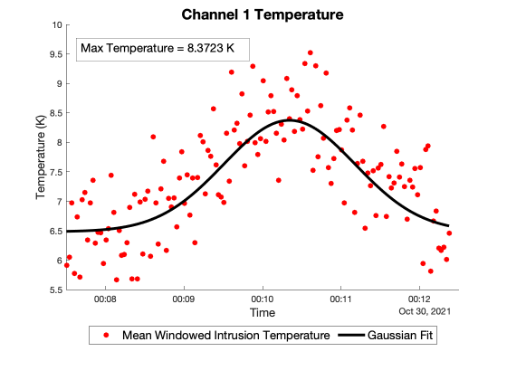 Channel 1 Temperature
10
Max Temperature = 8.3723 K
9.5
9
8.5
8
7.5
7
6.5
6
5.5
Temperature (K)
00:08
00:09
00:10
00:11
00:12
Time
Oct 30, 2021
Mean Windowed Intrusion Temperature
Gaussian Fit